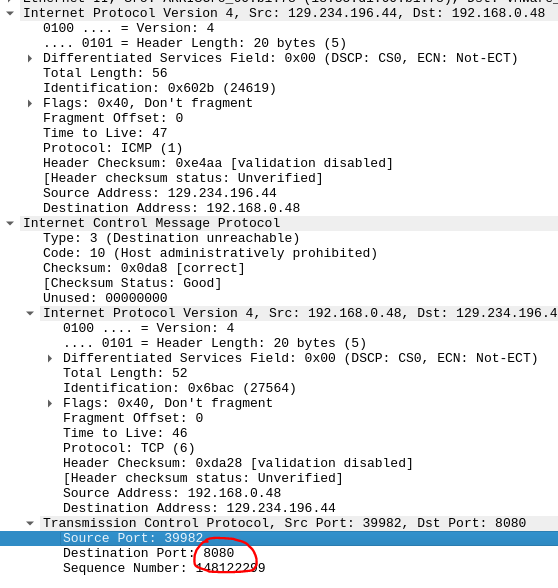 Internet Protocol Version 4, Src: 129.234.196.44, Dst: 192.168.0.48
0100 .... = Version: 4
.... 0101 = Header Length: 20 bytes (5)
Differentiated Services Field: 0x00 (DSCP: CS0, ECN: Not-ECT)
Total Length: 56
Identification: 0x602b (24619)
Flags: 0x40, Don't fragment
Fragment Offset: 0
Time to Live: 47
Protocol: ICMP (1)
Header Checksum: 0xe4aa [validation disabled]
[Header checksum status: Unverified]
Source Address: 129.234.196.44
Destination Address: 192.168.0.48
Internet Control Message Protocol
Type: 3 (Destination unreachable)
Code: 10 (Host administratively prohibited)
Checksum: 0x0da8 [correct]
[Checksum Status: Good]
Unused: 00000000
Internet Protocol Version 4, Src: 192.168.0.48, Dst: 129.234.196.4
0100 .... = Version: 4
.... 0101 = Header Length: 20 bytes (5)
Differentiated Services Field: 0x00 (DSCP: CS0, ECN: Not-ECT)
Total Length: 52
Identification: 0x6bac (27564)
Flags: 0x40, Don't fragment
Fragment Offset: 0
Time to Live: 46
Protocol: TCP (6)
Header Checksum: 0xda28 [validation disabled]
[Header checksum status: Unverified]
Source Address: 192.168.0.48
Destination Address: 129.234.196.44
Transmission Control Protocol, Src Port: 39982, Dst Port: 8080
Source Port: 39982
Destination Port: 8080
Sequence Number: 148122299